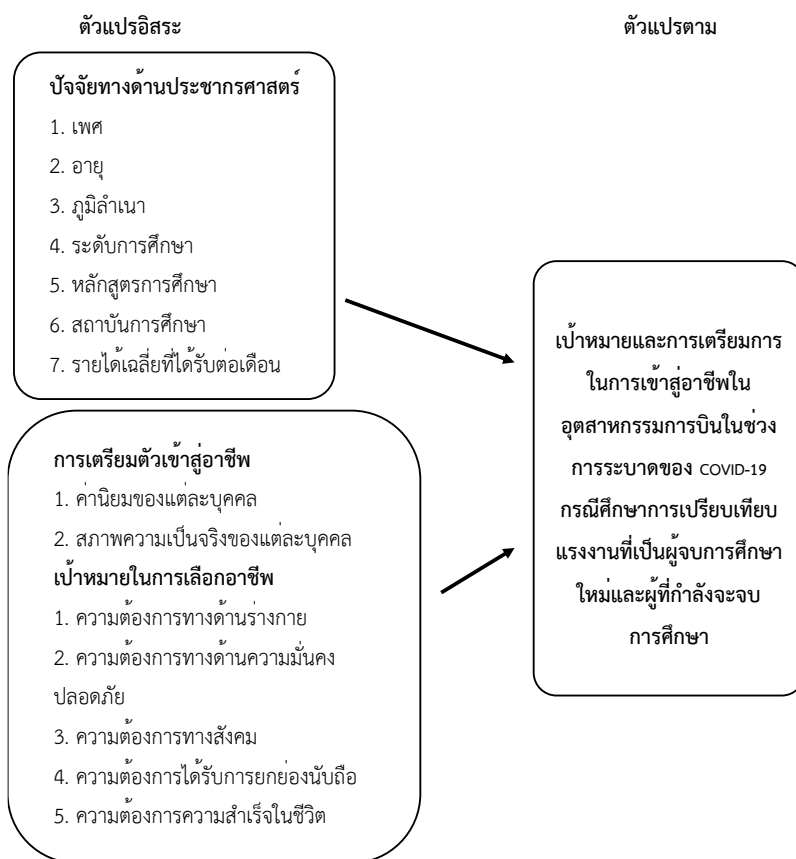 ตัวแปรอิสระ
ตัวแปรตาม
ปัจจัยทางด้านประชากรศาสตร์
1. เพศ
2. อายุ
3. ภูมิลำเนา
4. ระดับการศึกษา
5. หลักสูตรการศึกษา
6. สถาบันการศึกษา
7. รายได้เฉลี่ยที่ได้รับต่อเดือน
การเตรียมตัวเข้าสู่อาชีพ
1. ค่านิยมของแต่ละบุคคล
2. สภาพความเป็นจริงของแต่ละบุคคล
เป้าหมายในการเลือกอาชีพ
1. ความต้องการทางด้านร่างกาย
2. ความต้องการทางด้านความมั่นคง
ปลอดภัย
3. ความต้องการทางสังคม
4. ความต้องการได้รับการยกย่องนับถือ
5. ความต้องการความสำเร็จในชีวิต
เป้าหมายและการเตรียมการ
ในการเข้าสู่อาชีพใน
อุตสาหกรรมการบินในช่วง
การระบาดของ COVID-19
กรณีศึกษาการเปรียบเทียบ
แรงงานที่เป็นผู้จบการศึกษา
ใหม่และผู้ที่กำลังจะจบ
การศึกษา